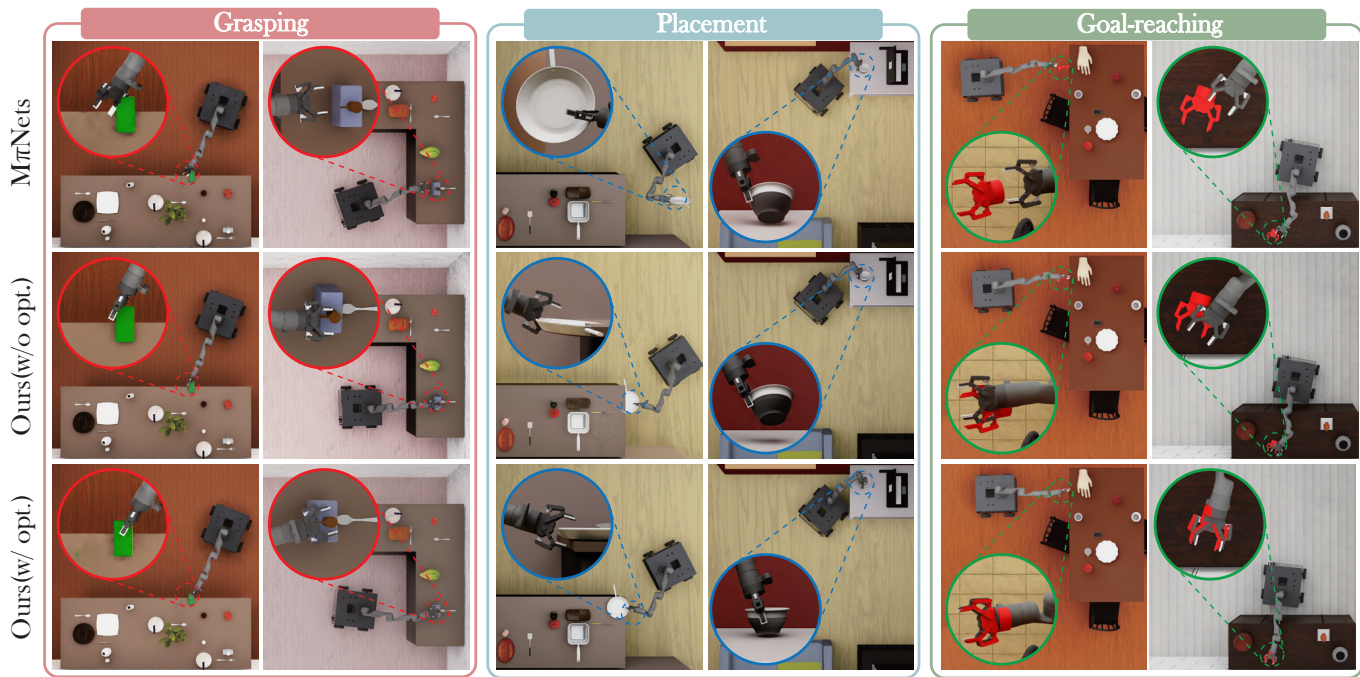 Grasping
Placement
Goal-reaching
MπNets
Ours(w/o opt.)
Ours(w/ opt.)